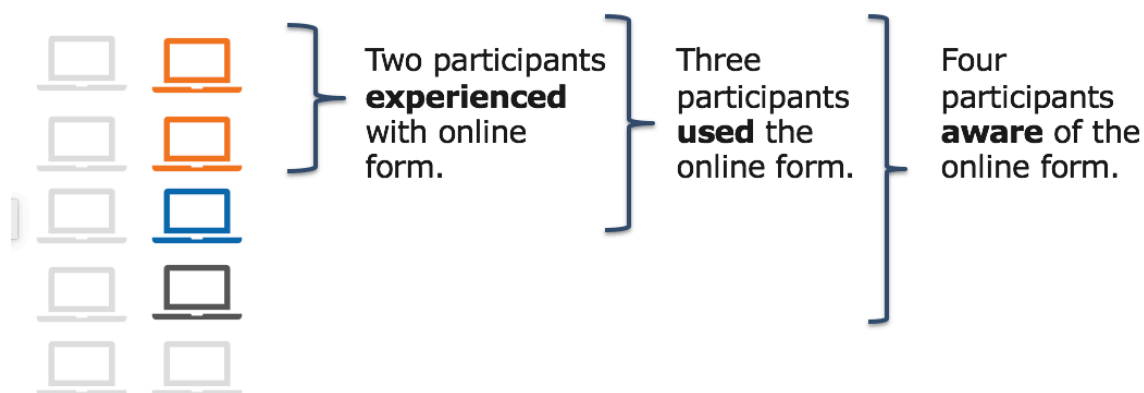 Two participants
experienced
with online
form.
Three
participants
used the
online form.
Four
participants
aware of the
online form.